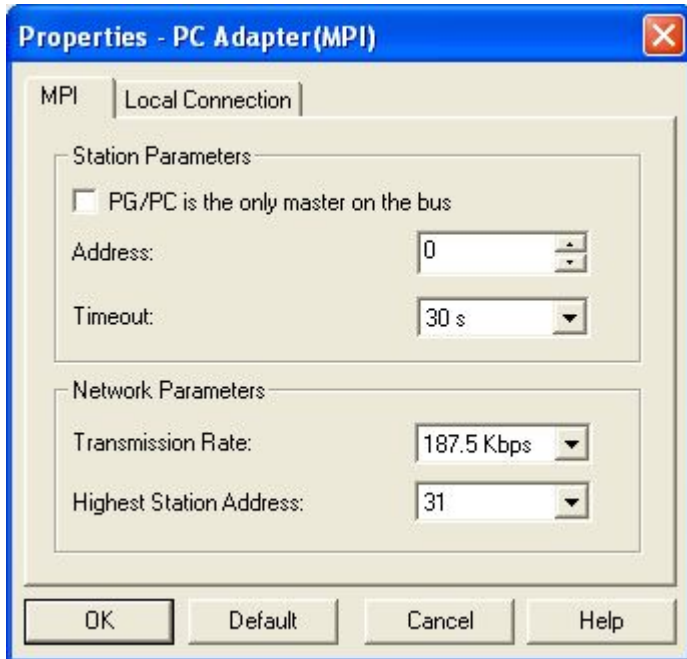 Properties - PC Adapter(MPI)
MPI
Local Connection
Station Parameters
PG/PC is the only master on the bus
Address:
0
Timeout:
30 s
Network Parameters
Transmission Rate:
187.5 Kbps
Highest Station Address:
31
OK
Default
Cancel
Help